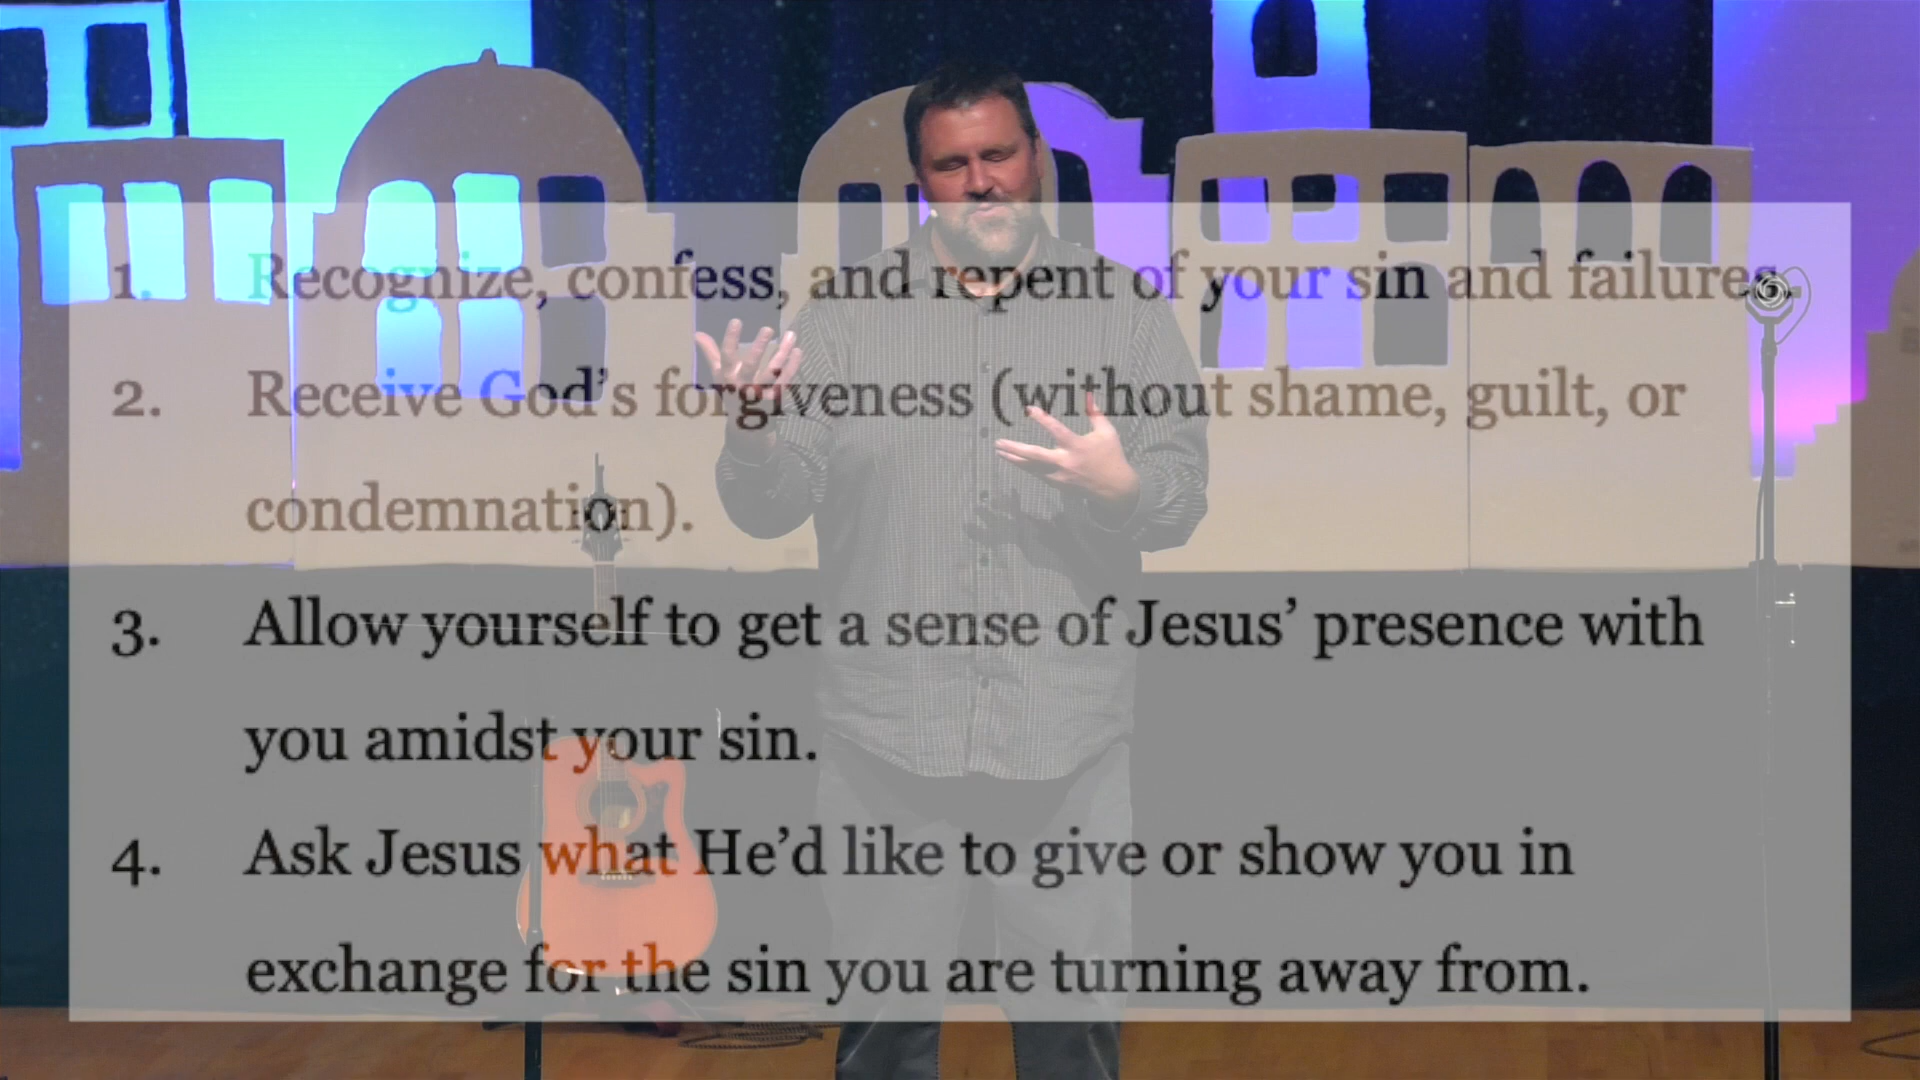 1. Recognize, confess, and repent of your sin and failures.
2. Receive God’s forgiveness (without shame, guilt, or
condemnation).
3. Allow yourself to get a sense of Jesus’ presence with
you amidst your sin.
4. Ask Jesus what He’d like to give or show you in
exchange for the sin you are turning away from.